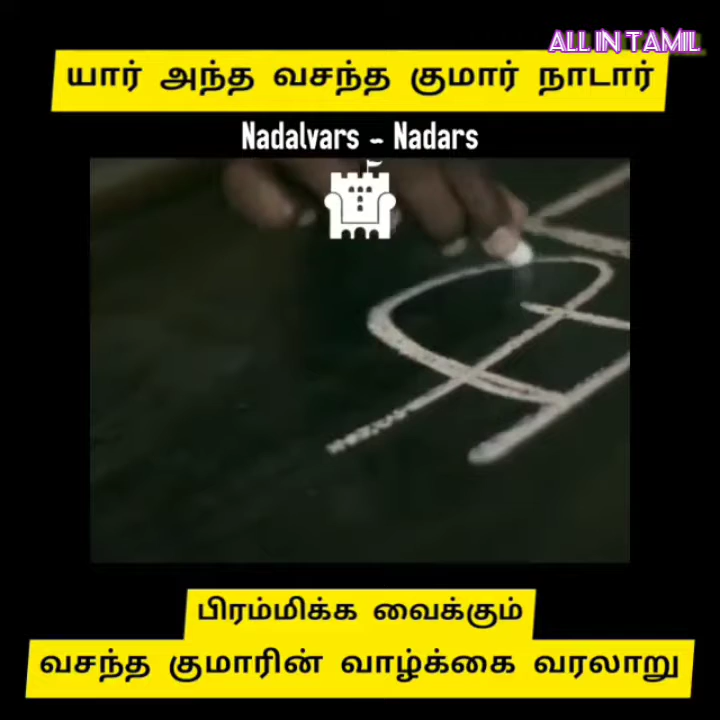 ALL IN TAMIL
யார் அந்த வசந்த குமார் நாடார்
Nadalvars ~ Nadars
பிரம்மிக்க வைக்கும்
வசந்த குமாரின் வாழ்க்கை வரலாறு